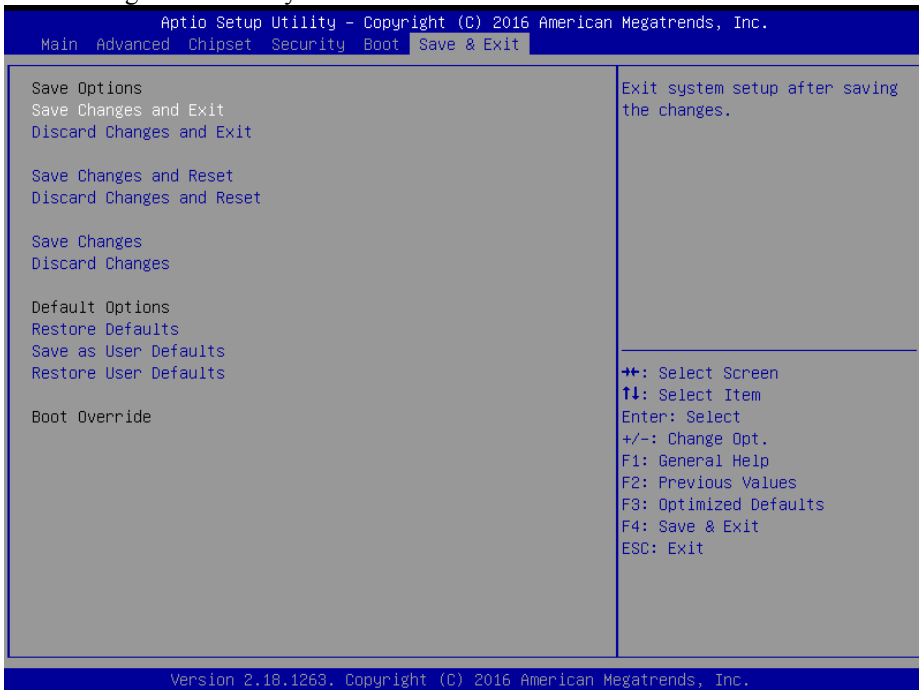 Aptio Setup Utility – Copyright (C) 2016 American Megatrends, Inc.
Main Advanced Chipset Security Boot Save & Exit
Save Options
Save Changes and Exit
Discard Changes and Exit
Save Changes and Reset
Discard Changes and Reset
Save Changes
Discard Changes
Default Options
Restore Defaults
Save as User Defaults
Restore User Defaults
Boot Override
Exit system setup after saving
the changes.
→←: Select Screen
↑↓: Select Item
Enter: Select
+/-: Change Opt.
F1: General Help
F2: Previous Values
F3: Optimized Defaults
F4: Save & Exit
ESC: Exit
Version 2.18.1263. Copyright (C) 2016 American Megatrends, Inc.